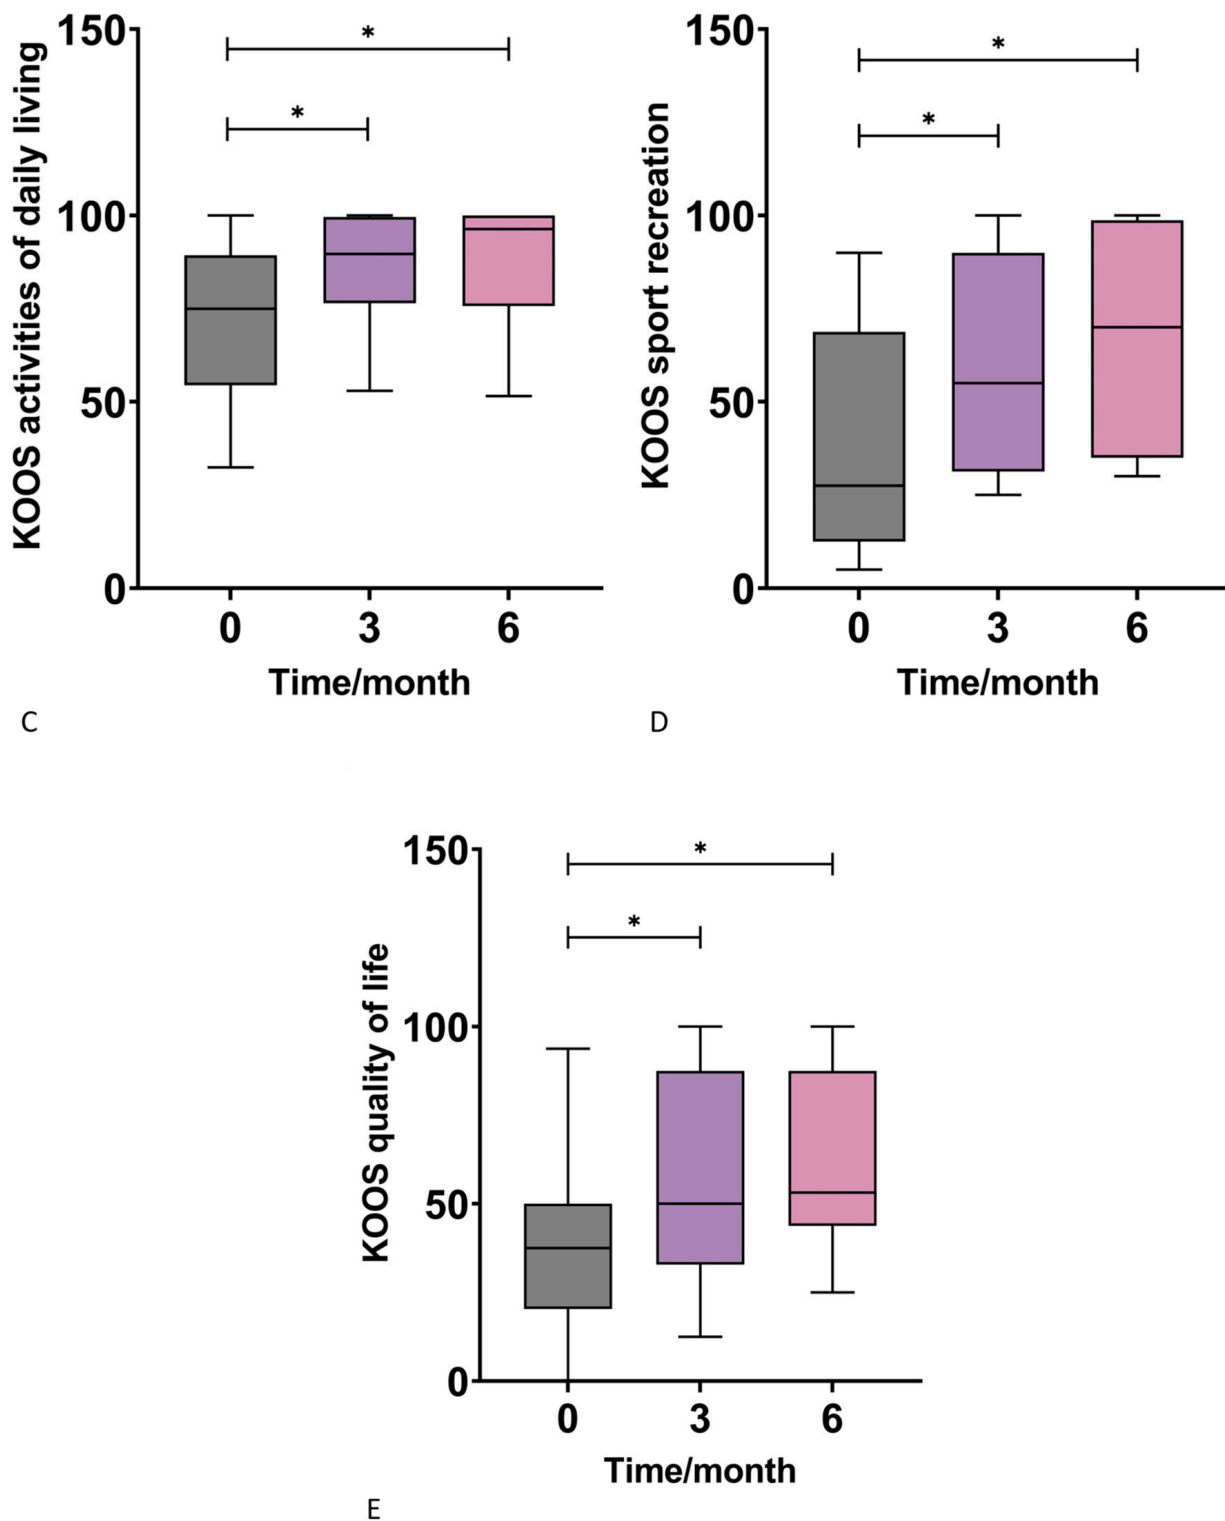 KOOS activities of daily living
150
100
50
0
*
*
0 3 6
Time/month
C
KOOS sport recreation
150
100
50
0
*
*
0 3 6
Time/month
D
KOOS quality of life
150
100
50
0
*
*
0 3 6
Time/month
E